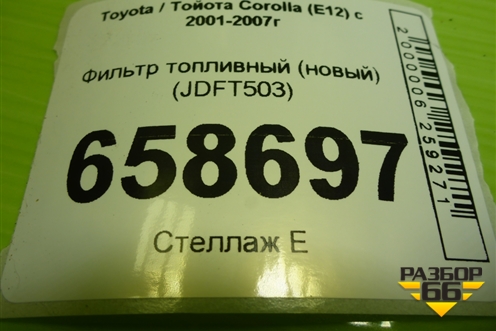 Toyota / Тойота Corolla (E12) с
2001-2007г
Фильтр топливный (новый)
(JDFT503)
658697
Стеллаж Е
2000006259271
РАЗБОР
66